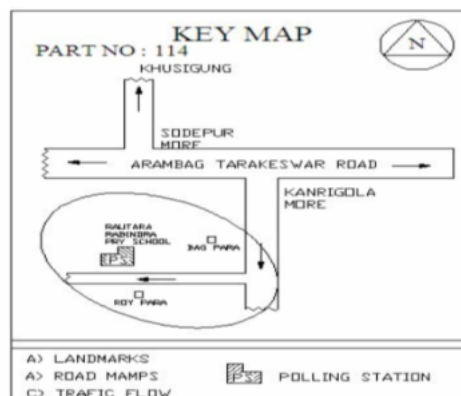 KEY MAP
PART NO : 114
N
KHUSIGUNG
SODEPUR
MORE
ARAMBAG TARAKESWAR ROAD
KANRIGOLA
MORE
RAUTARA
RABINDRA
PRY SCHOOL
PS
BAG PARA
ROY PARA
A) LANDMARKS
A) ROAD MAMPS
C) TRAFIC FLOW
PS
POLLING STATION